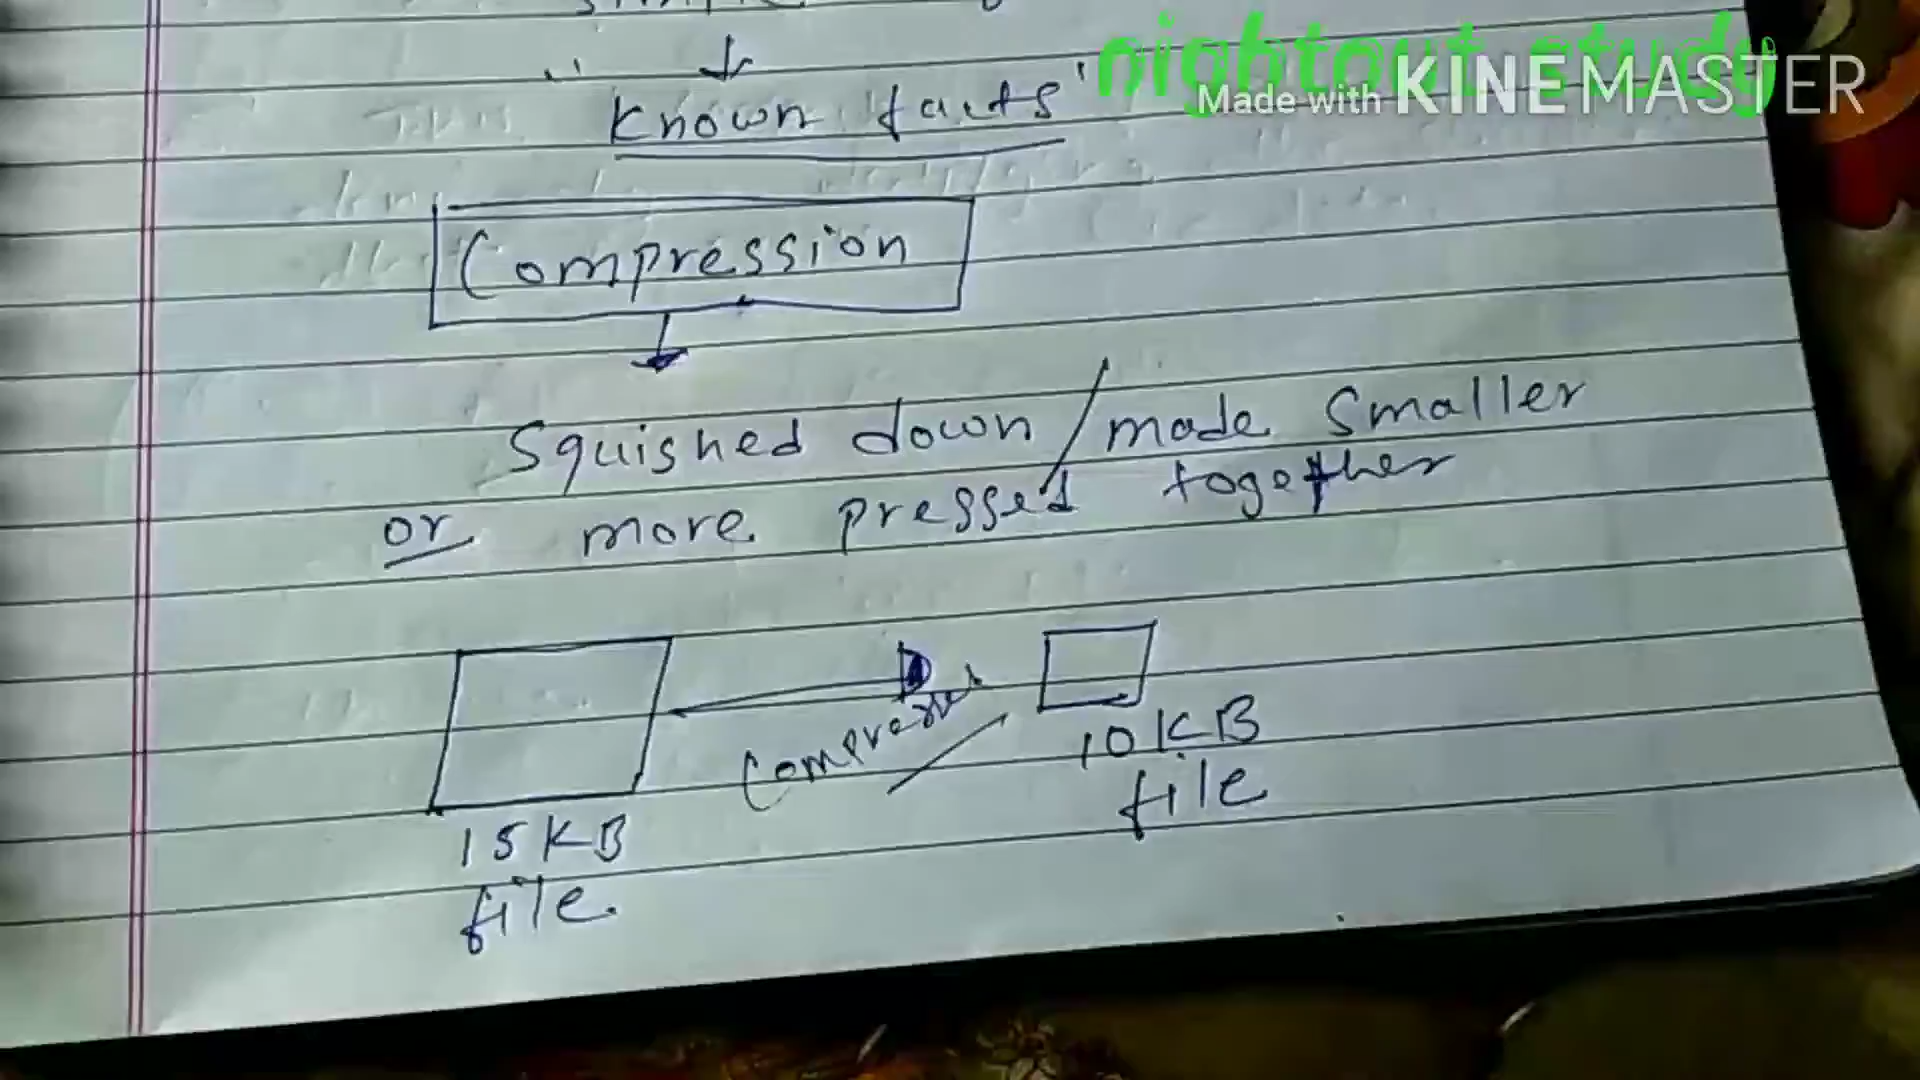 nightout study
Made with KINEMASTER
"Known facts"
Compression
Squished down / made smaller
or more pressed together
Compressed
10KB
file
15KB
file